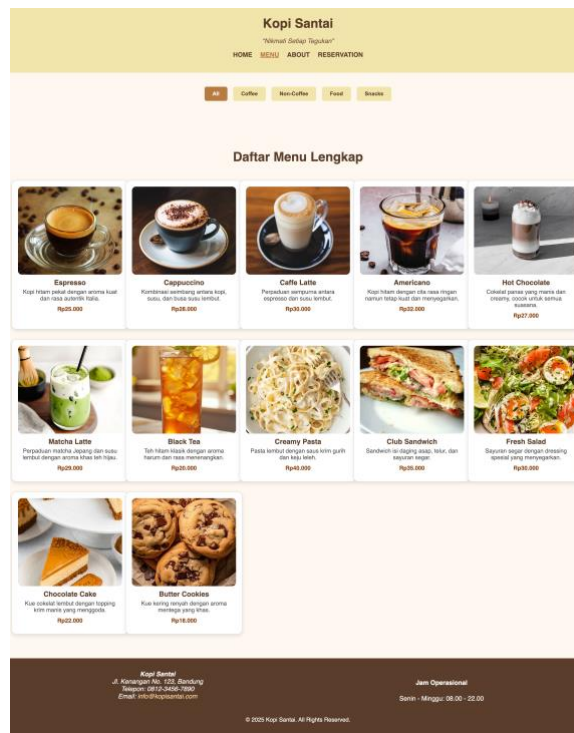 Kopi Santai
"Nikmati Setiap Tegukan"
HOME MENU ABOUT RESERVATION
All Coffee Non-Coffee Food Snacks
Daftar Menu Lengkap
Espresso
Kopi hitam pekat dengan aroma kuat
dan rasa autentik Italia.
Rp25.000
Cappuccino
Kombinasi seimbang antara kopi,
susu, dan busa susu lembut.
Rp28.000
Caffe Latte
Perpaduan sempurna antara
espresso dan susu lembut.
Rp30.000
Americano
Kopi hitam dengan cita rasa ringan
namun tetap kuat dan menyegarkan.
Rp32.000
Hot Chocolate
Cokelat panas yang manis dan
creamy, cocok untuk semua
suasana.
Rp27.000
Matcha Latte
Perpaduan matcha Jepang dan susu
lembut dengan aroma khas teh hijau.
Rp29.000
Black Tea
Teh hitam klasik dengan aroma
harum dan rasa menenangkan.
Rp20.000
Creamy Pasta
Pasta lembut dengan saus krim gurih
dan keju leleh.
Rp40.000
Club Sandwich
Sandwich isi daging asap, telur, dan
sayuran segar.
Rp35.000
Fresh Salad
Sayuran segar dengan dressing
spesial yang menyegarkan.
Rp30.000
Chocolate Cake
Kue cokelat lembut dengan topping
krim manis yang menggoda.
Rp22.000
Butter Cookies
Kue kering renyah dengan aroma
mentega yang khas.
Rp18.000
Kopi Santai
Jl. Kenangan No. 123, Bandung
Telepon: 0812-3456-7890
Email: info@kopisantai.com
Jam Operasional
Senin - Minggu: 08.00 - 22.00
© 2025 Kopi Santai. All Rights Reserved.